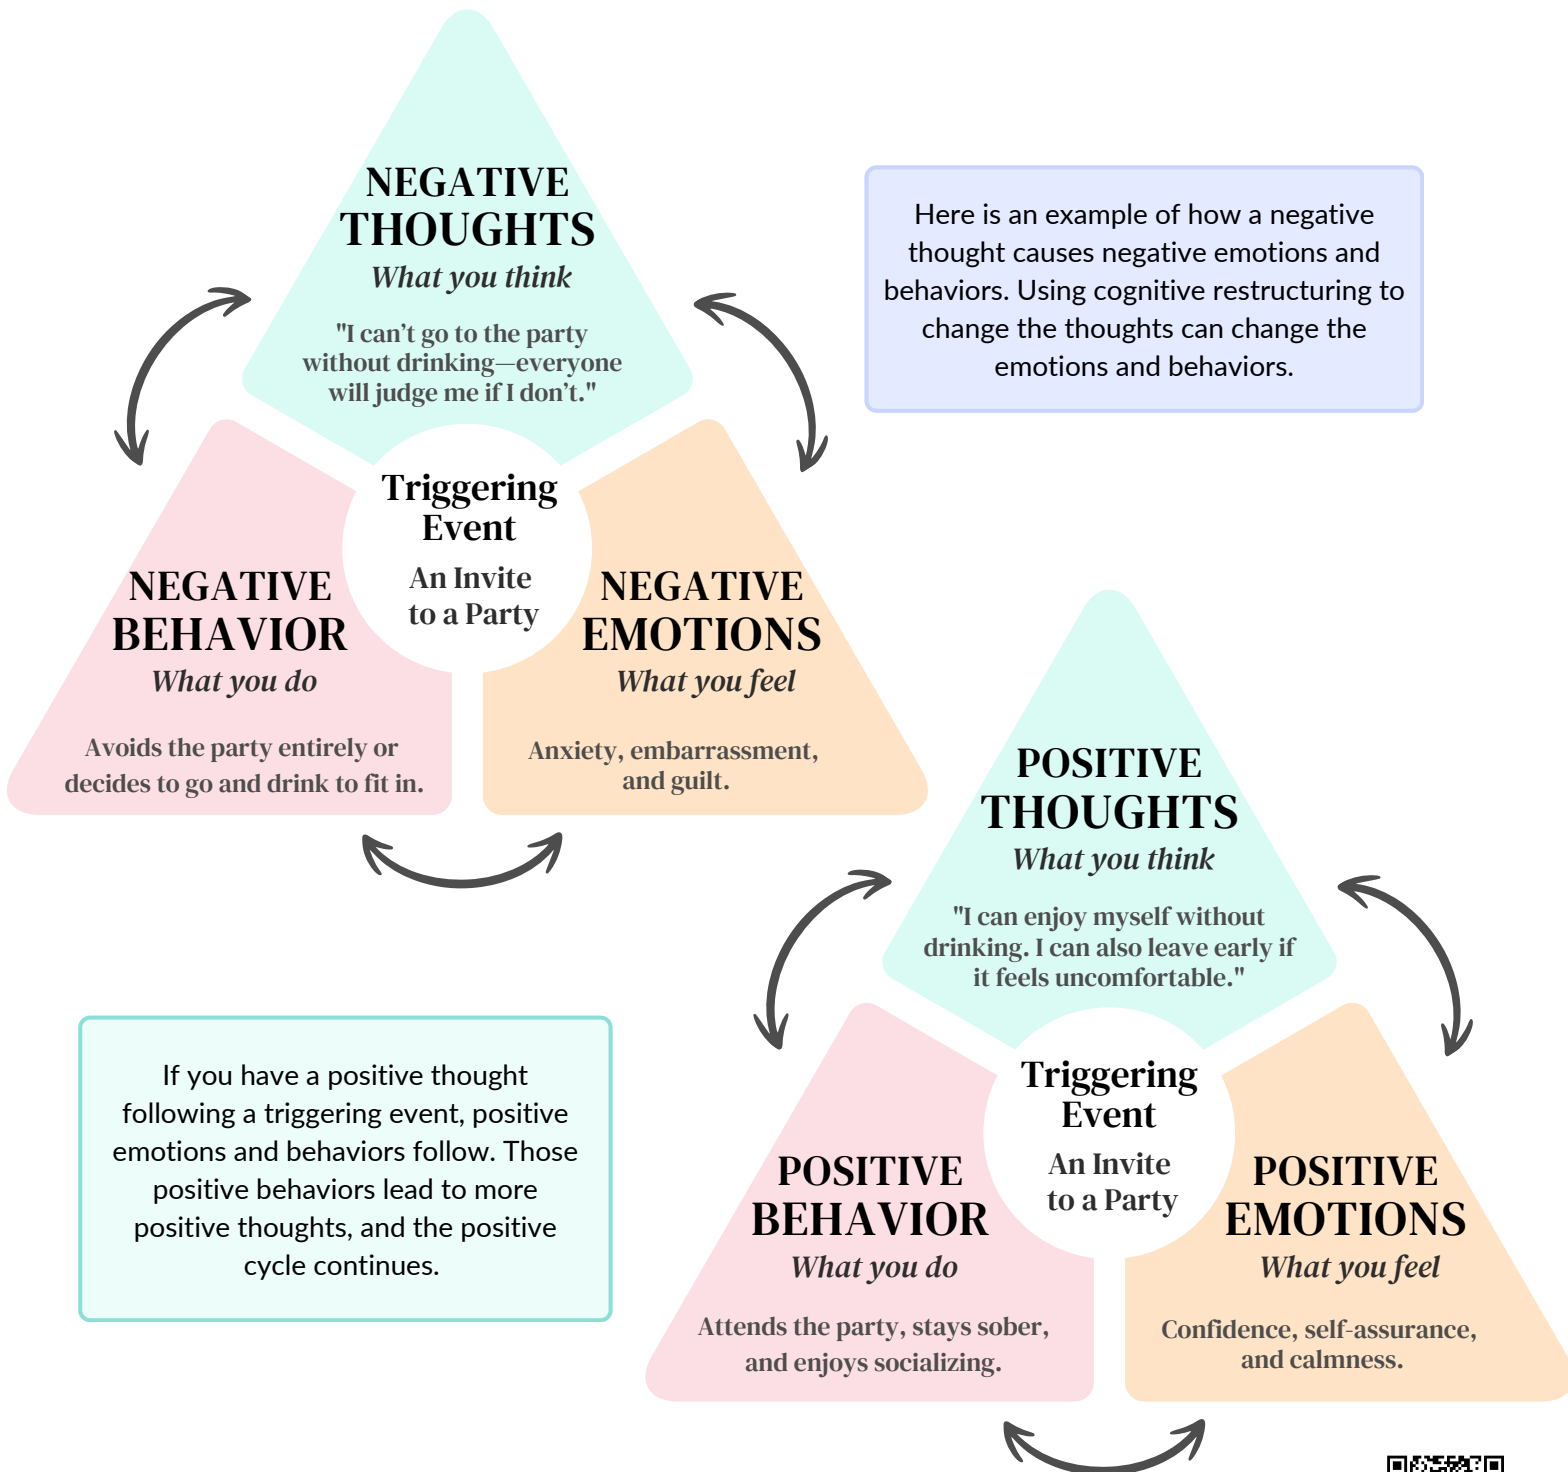 NEGATIVE
THOUGHTS
What you think
"I can't go to the party
without drinking—everyone
will judge me if I don't."
Here is an example of how a negative
thought causes negative emotions and
behaviors. Using cognitive restructuring to
change the thoughts can change the
emotions and behaviors.
Triggering
Event
An Invite
to a Party
NEGATIVE
BEHAVIOR
What you do
Avoids the party entirely or
decides to go and drink to fit in.
NEGATIVE
EMOTIONS
What you feel
Anxiety, embarrassment,
and guilt.
POSITIVE
THOUGHTS
What you think
"I can enjoy myself without
drinking. I can also leave early if
it feels uncomfortable."
If you have a positive thought
following a triggering event, positive
emotions and behaviors follow. Those
positive behaviors lead to more
positive thoughts, and the positive
cycle continues.
Triggering
Event
An Invite
to a Party
POSITIVE
BEHAVIOR
What you do
Attends the party, stays sober,
and enjoys socializing.
POSITIVE
EMOTIONS
What you feel
Confidence, self-assurance,
and calmness.